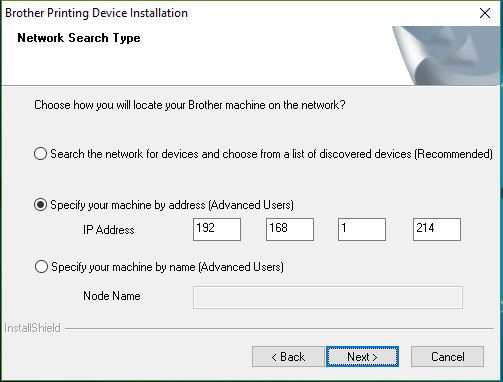 Brother Printing Device Installation
Network Search Type
Choose how you will locate your Brother machine on the network?
Search the network for devices and choose from a list of discovered devices (Recommended)
Specify your machine by address (Advanced Users)
IP Address 192 168 1 214
Specify your machine by name (Advanced Users)
Node Name
InstallShield
< Back Next > Cancel